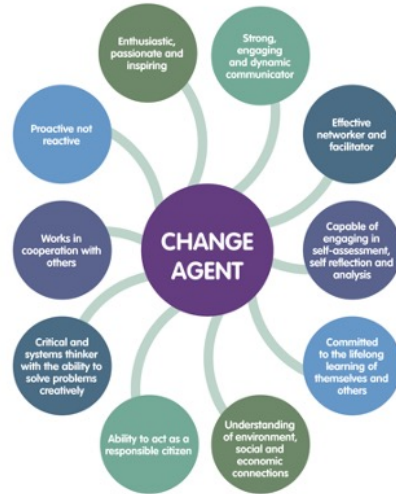 Enthusiastic,
passionate and
inspiring
Strong,
engaging
and dynamic
communicator
Proactive not
reactive
Effective
networker and
facilitator
CHANGE
AGENT
Works in
cooperation with
others
Capable of
engaging in
self-assessment,
self reflection and
analysis
Critical and
systems thinker
with the ability to
solve problems
creatively
Committed to
the lifelong
learning of
themselves and
others
Ability to act as a
responsible citizen
Understanding
of environment,
social and
economic
connections